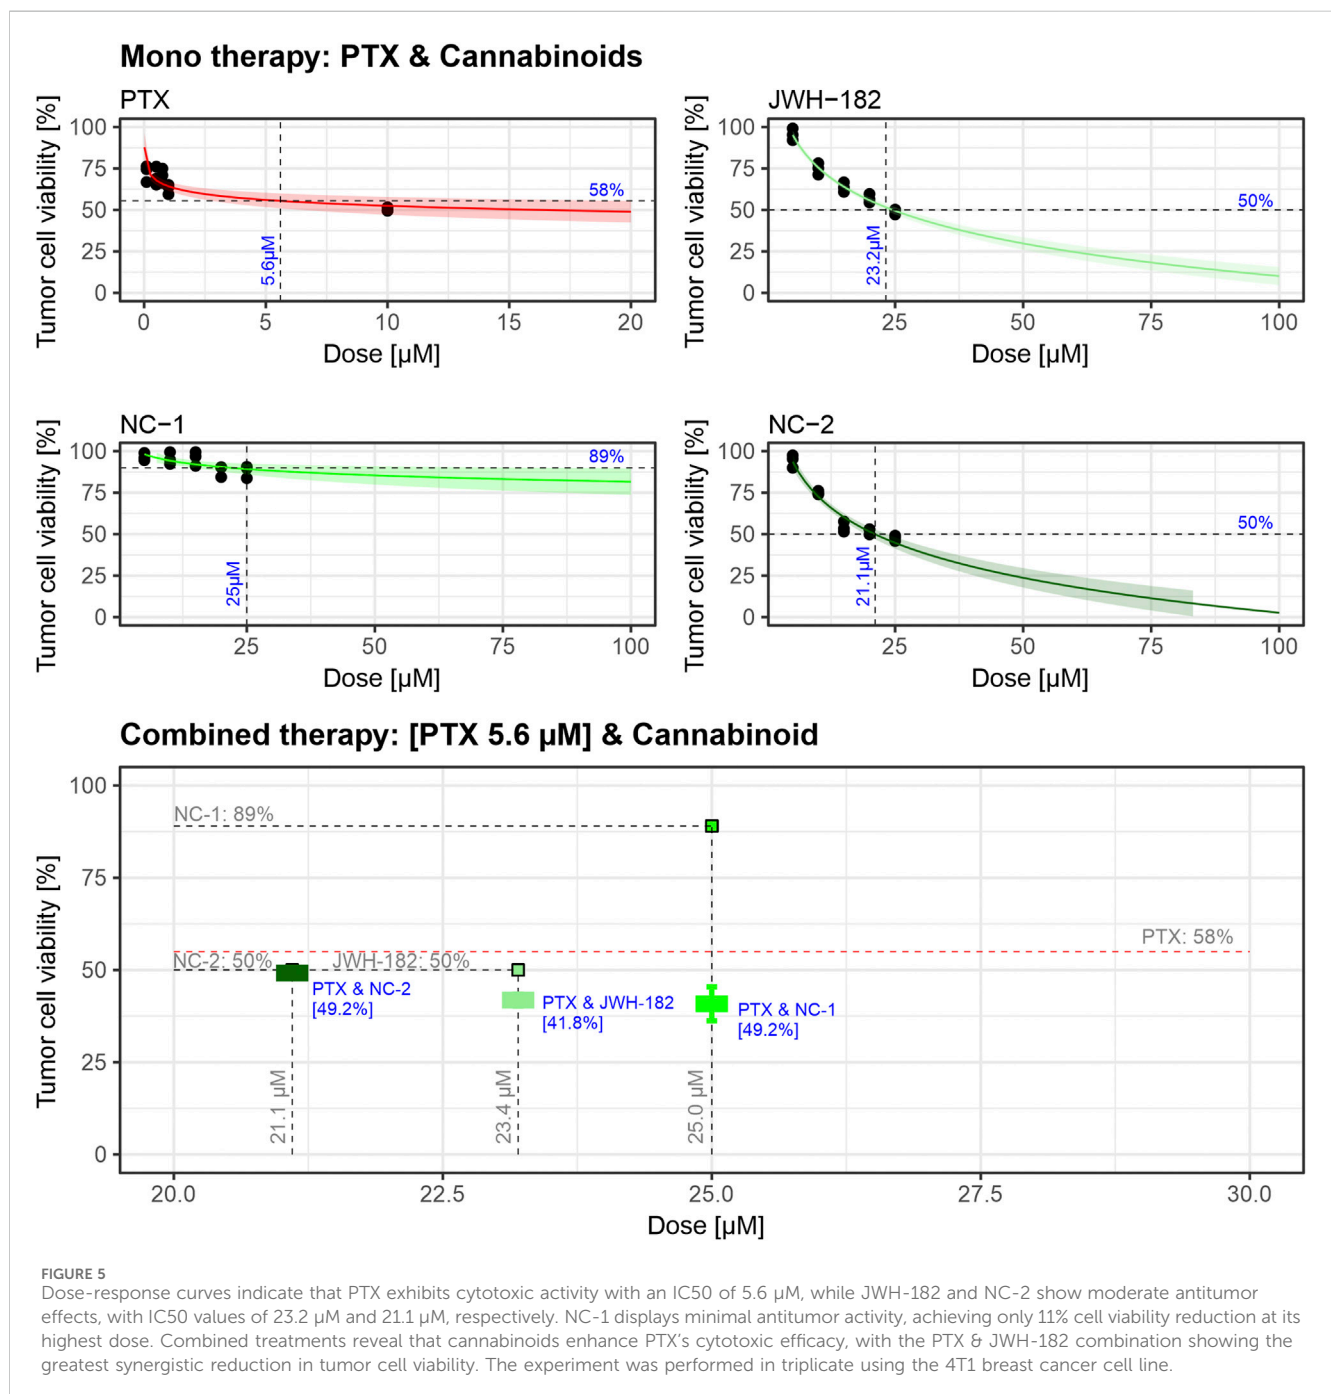 Mono therapy: PTX & Cannabinoids
PTX
Tumor cell viability [%]
100
75
50
25
0
58%
5.6µM
0 5 10 15 20
Dose [µM]
JWH−182
Tumor cell viability [%]
100
75
50
25
0
50%
23.2µM
25 50 75 100
Dose [µM]
NC−1
Tumor cell viability [%]
100
75
50
25
0
89%
25µM
25 50 75 100
Dose [µM]
NC−2
Tumor cell viability [%]
100
75
50
25
0
50%
21.1µM
25 50 75 100
Dose [µM]
Combined therapy: [PTX 5.6 µM] & Cannabinoid
Tumor cell viability [%]
100
75
50
25
0
NC-1: 89%
PTX: 58%
NC-2: 50%
JWH-182: 50%
PTX & NC-2
[49.2%]
PTX & JWH-182
[41.8%]
PTX & NC-1
[49.2%]
21.1 µM
23.4 µM
25.0 µM
20.0 22.5 25.0 27.5 30.0
Dose [µM]
FIGURE 5
Dose-response curves indicate that PTX exhibits cytotoxic activity with an IC50 of 5.6 µM, while JWH-182 and NC-2 show moderate antitumor
effects, with IC50 values of 23.2 µM and 21.1 µM, respectively. NC-1 displays minimal antitumor activity, achieving only 11% cell viability reduction at its
highest dose. Combined treatments reveal that cannabinoids enhance PTX's cytotoxic efficacy, with the PTX & JWH-182 combination showing the
greatest synergistic reduction in tumor cell viability. The experiment was performed in triplicate using the 4T1 breast cancer cell line.